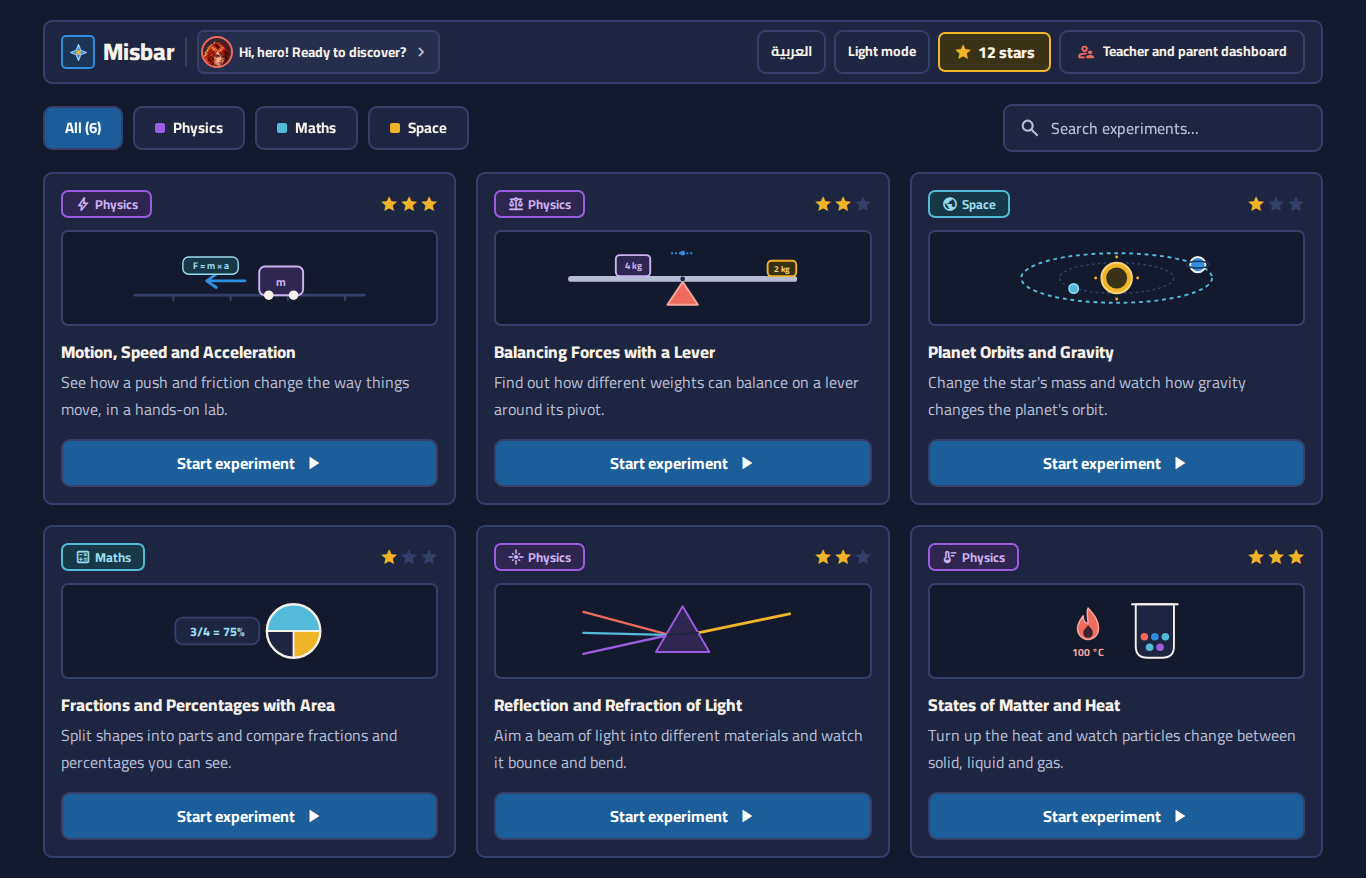 Misbar
Hi, hero! Ready to discover?
العربية
Light mode
12 stars
Teacher and parent dashboard
All (6)
Physics
Maths
Space
Search experiments...
Physics
F = m × a
m
Motion, Speed and Acceleration
See how a push and friction change the way things
move, in a hands-on lab.
Start experiment
Physics
4 kg
2 kg
Balancing Forces with a Lever
Find out how different weights can balance on a lever
around its pivot.
Start experiment
Space
Planet Orbits and Gravity
Change the star's mass and watch how gravity
changes the planet's orbit.
Start experiment
Maths
3/4 = 75%
Fractions and Percentages with Area
Split shapes into parts and compare fractions and
percentages you can see.
Start experiment
Physics
Reflection and Refraction of Light
Aim a beam of light into different materials and watch
it bounce and bend.
Start experiment
Physics
100 °C
States of Matter and Heat
Turn up the heat and watch particles change between
solid, liquid and gas.
Start experiment